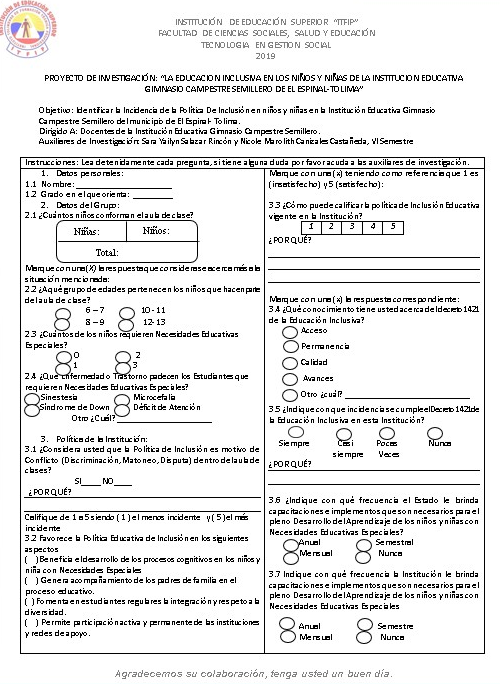 INSTITUCIÓN DE EDUCACIÓN SUPERIOR "ITFIP"
FACULTAD DE CIENCIAS SOCIALES, SALUD Y EDUCACIÓN
TECNOLOGIA EN GESTION SOCIAL
2019
PROYECTO DE INVESTIGACIÓN: "LA EDUCACION INCLUSIVA EN LOS NIÑOS Y NIÑAS DE LA INSTITUCION EDUCATIVA
GIMNASIO CAMPESTRE SEMILLERO DE EL ESPINAL-TOLIMA"
Objetivo: Identificar la Incidencia de la Política De Inclusión en niños y niñas en la Institución Educativa Gimnasio
Campestre Semillero del municipio de El Espinal- Tolima.
Dirigido A: Docentes de la Institución Educativa Gimnasio Campestre Semillero.
Auxiliares de Investigación: Sara Yailyn Salazar Rincón y Nicole Marolith Canizales Castañeda, VI Semestre
Instrucciones: Lea detenidamente cada pregunta, si tiene alguna duda por favor acuda a las auxiliares de investigación.
1. Datos personales:
1.1 Nombre:
1.2 Grado en el que orienta:
2. Datos del Grupo:
2.1 ¿Cuántos niños conforman el aula de clase?
Niñas: Niños:
Total:
Marque con una (X) la respuesta que considerase acerca más a la
situación mencionada:
2.2 ¿A qué grupo de edades pertenecen los niños que hacen parte
del aula de clase?
6 – 7 10 - 11
8 – 9 12- 13
2.3 ¿Cuántos de los niños requieren Necesidades Educativas
Especiales?
0 2
1 3
2.4 ¿Que enfermedad o Trastorno padecen los Estudiantes que
requieren Necesidades Educativas Especiales?
Sinestesia Microcefalia
Síndrome de Down Déficit de Atención
Otro ¿Cuál?
3. Política de la Institución:
3.1 ¿Considera usted que la Política de Inclusión es motivo de
Conflicto (Discriminación, Matoneo, Disputa) dentro del aula de
clases?
SI____ NO____
¿POR QUÉ?
Califique de 1 a 5 siendo ( 1 ) el menos incidente y ( 5 ) el más
incidente
3.2 Favorece la Política Educativa de Inclusión en los siguientes
aspectos
( ) Beneficia el desarrollo de los procesos cognitivos en los niños y
niña con Necesidades Especiales
( ) Genera acompañamiento de los padres de familia en el
proceso educativo.
( ) Fomenta en estudiantes regulares la integración y respeto a la
diversidad.
( ) Permite participación activa y permanente de las instituciones
y redes de apoyo.
Marque con una (x) teniendo como referencia que 1 es
(insatisfecho) y 5 (satisfecho):
3.3 ¿Cómo puede calificar la política de Inclusión Educativa
vigente en la Institución?
1 2 3 4 5
¿PORQUÉ?
Marque con una (x) la respuesta correspondiente:
3.4 ¿Qué conocimiento tiene usted acerca del decreto 1421
de la Educación Inclusiva?
Acceso
Permanencia
Calidad
Avances
Otro ¿cuál?
3.5 ¿Indique con que incidencia se cumple el Decreto 1421 de
la Educación Inclusiva en esta Institución?
Siempre Casi Pocas Nunca
siempre Veces
¿PORQUÉ?
3.6 ¿Indique con qué frecuencia el Estado le brinda
capacitaciones e implementos que son necesarios para el
pleno Desarrollo del Aprendizaje de los niños y niñas con
Necesidades Educativas Especiales?
Anual Semestral
Mensual Nunca
3.7 Indique con qué frecuencia la Institución le brinda
capacitaciones e implementos que son necesarios para el
pleno Desarrollo del Aprendizaje de los niños y niñas con
Necesidades Educativas Especiales
Anual Semestre
Mensual Nunca
Agradecemos su colaboración, tenga usted un buen día.